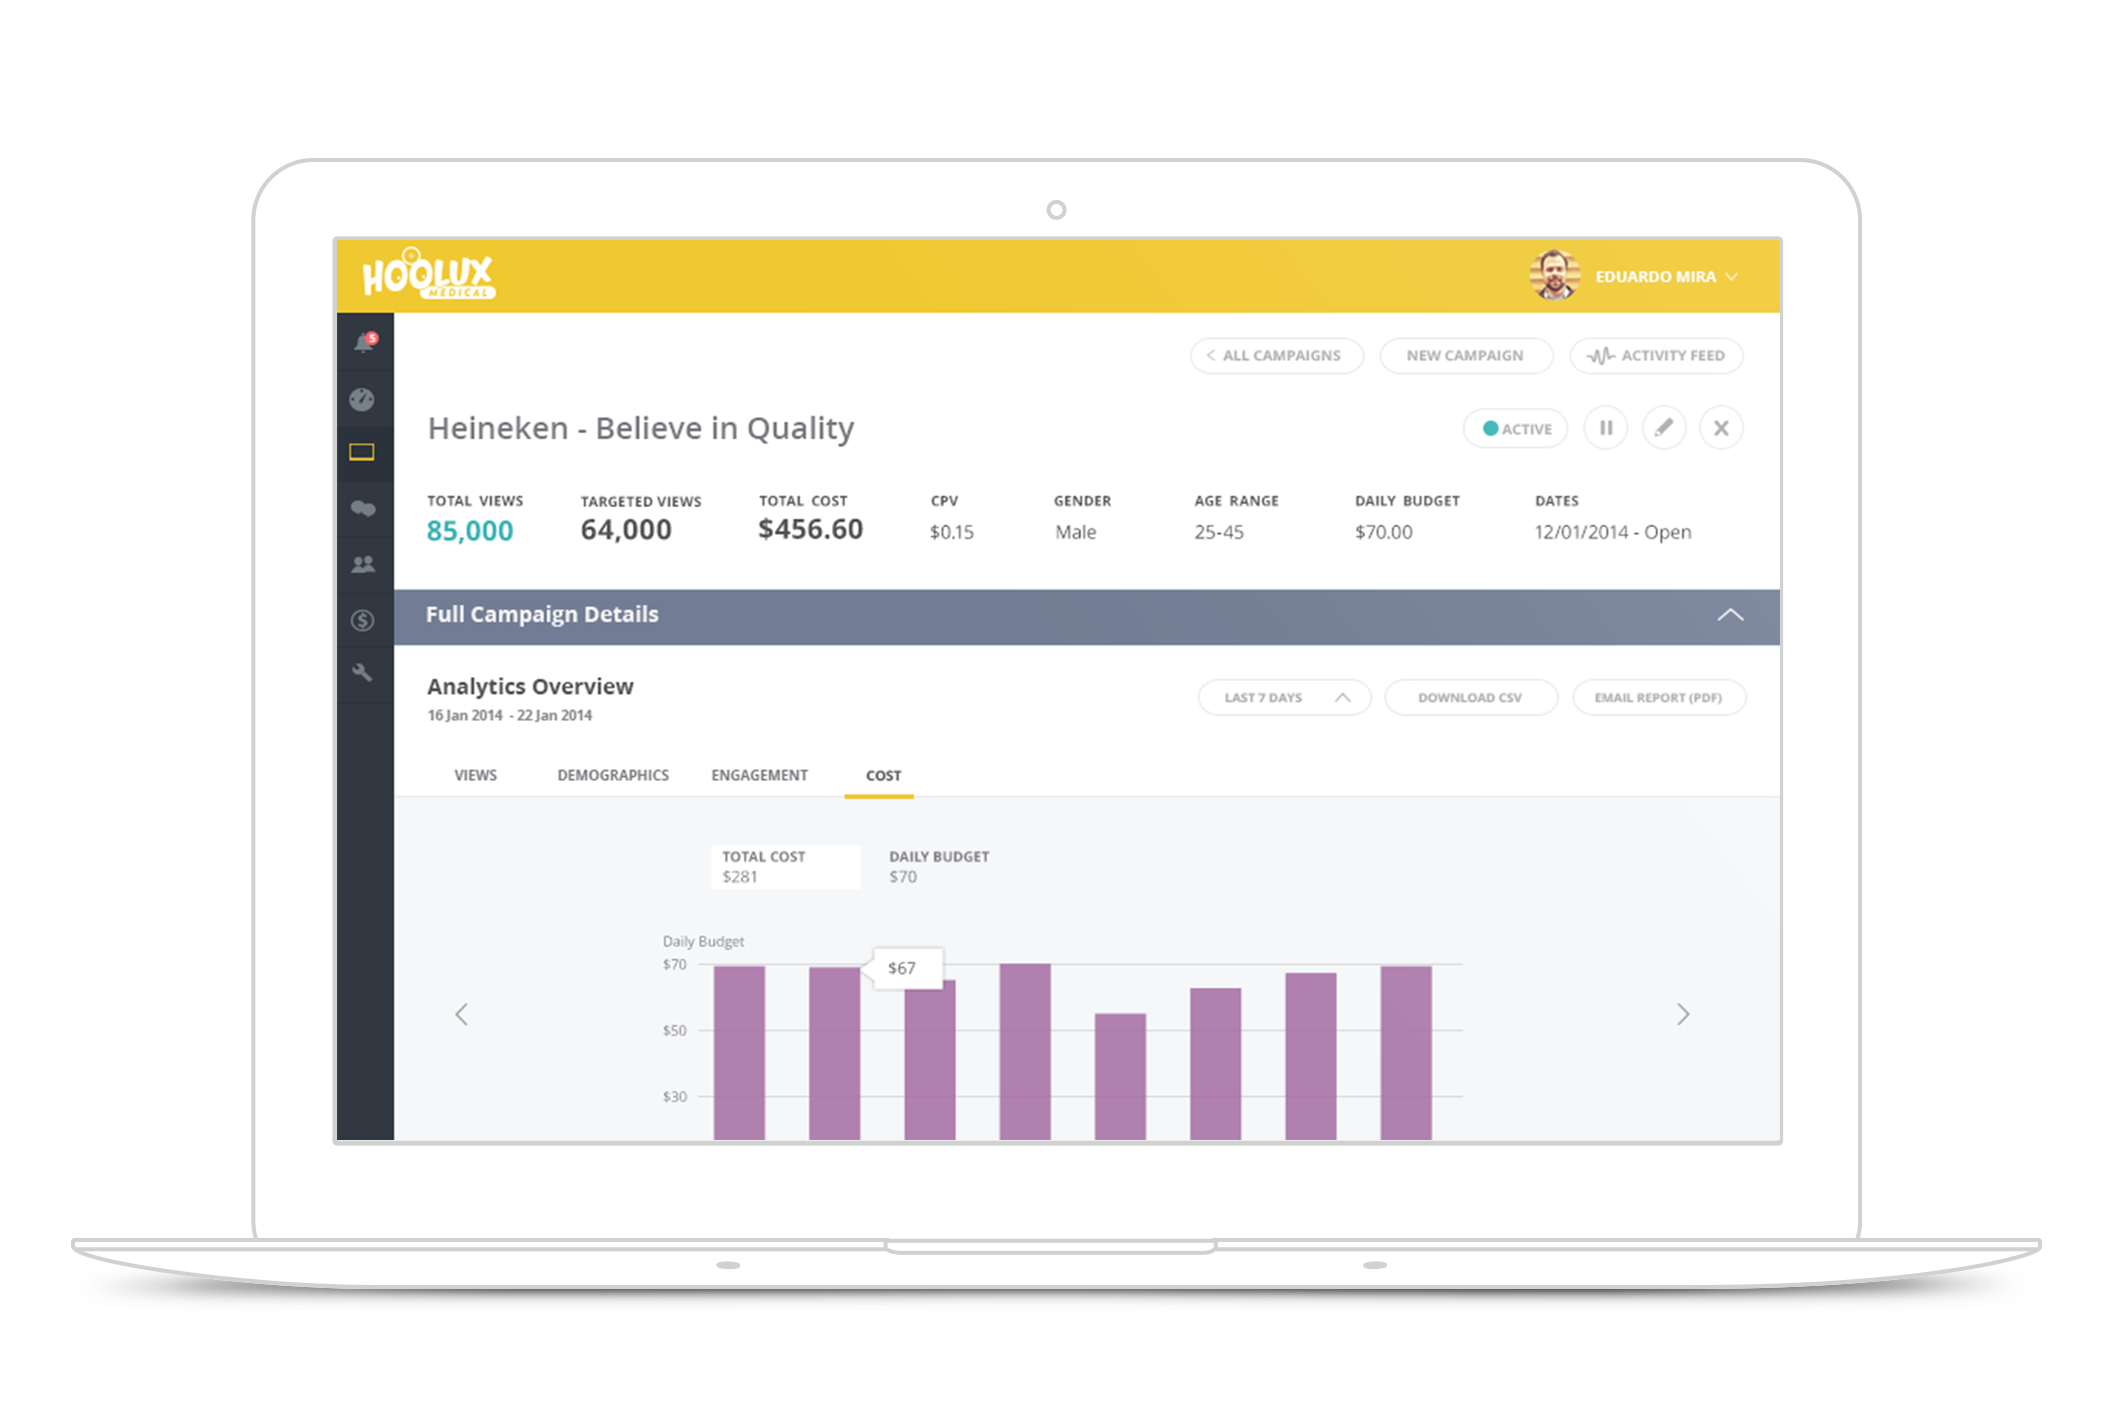 HOOLUX
MEDICAL
EDUARDO MIRA
5
ALL CAMPAIGNS
NEW CAMPAIGN
ACTIVITY FEED
Heineken - Believe in Quality
ACTIVE
TOTAL VIEWS
85,000
TARGETED VIEWS
64,000
TOTAL COST
$456.60
CPV
$0.15
GENDER
Male
AGE RANGE
25-45
DAILY BUDGET
$70.00
DATES
12/01/2014 - Open
Full Campaign Details
Analytics Overview
16 Jan 2014 - 22 Jan 2014
LAST 7 DAYS
DOWNLOAD CSV
EMAIL REPORT (PDF)
VIEWS
DEMOGRAPHICS
ENGAGEMENT
COST
TOTAL COST
$281
DAILY BUDGET
$70
Daily Budget
$70
$67
$50
$30